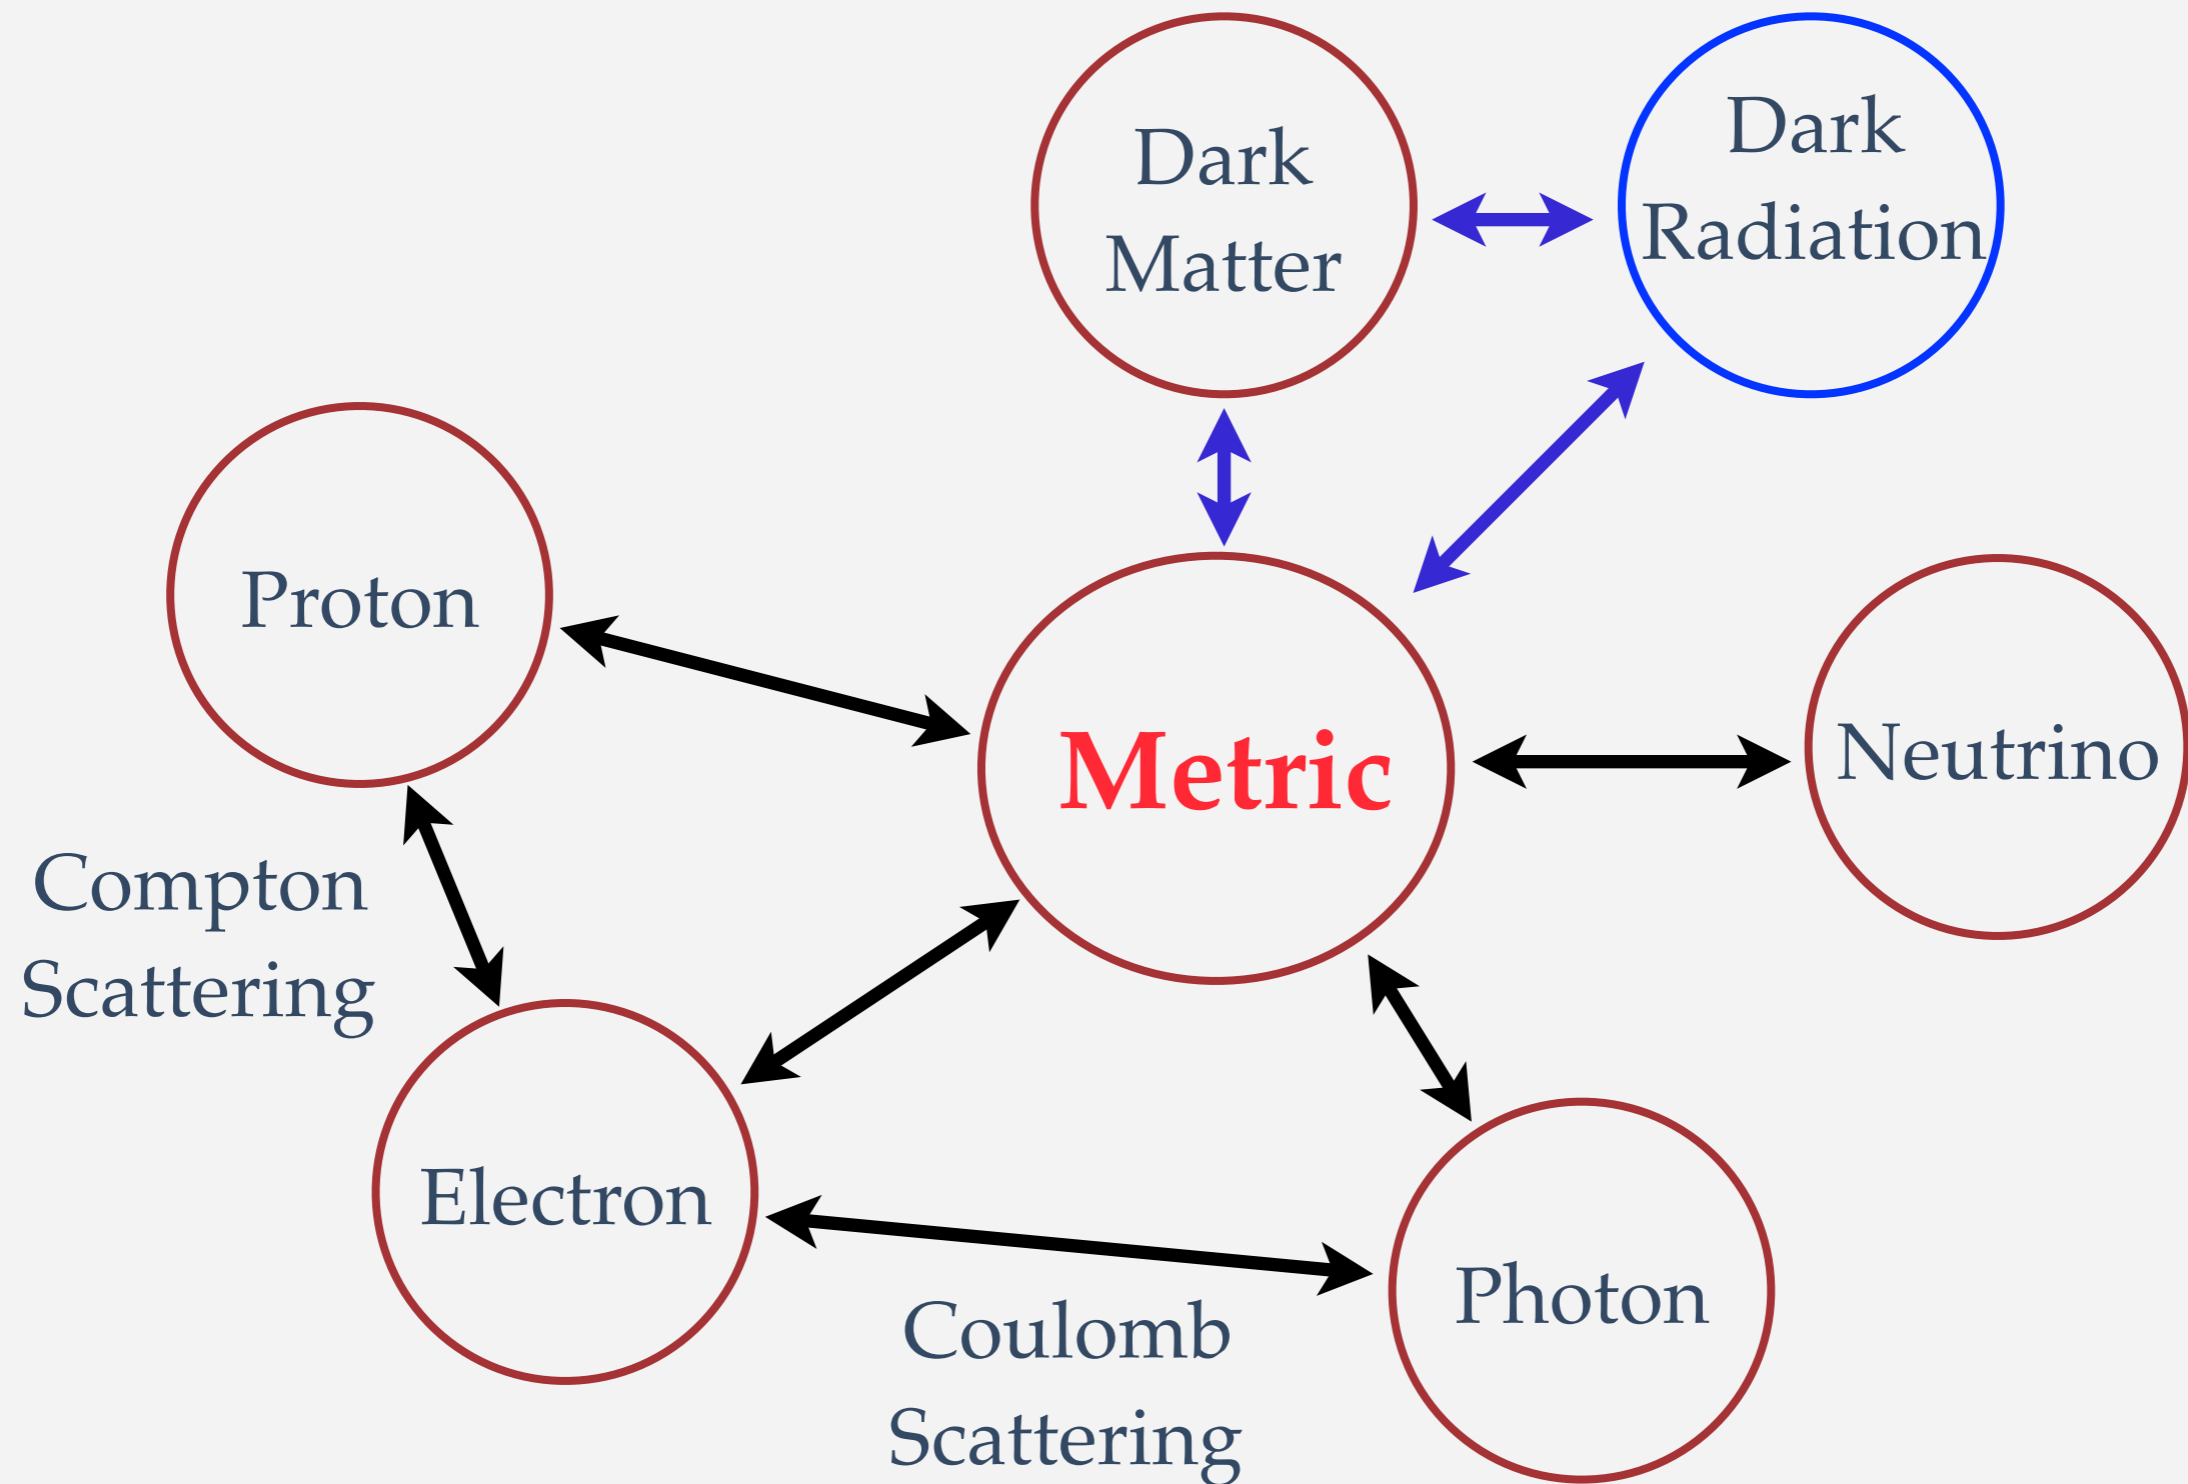 Dark
Matter
Dark
Radiation
Proton
Metric
Neutrino
Compton
Scattering
Electron
Photon
Coulomb
Scattering